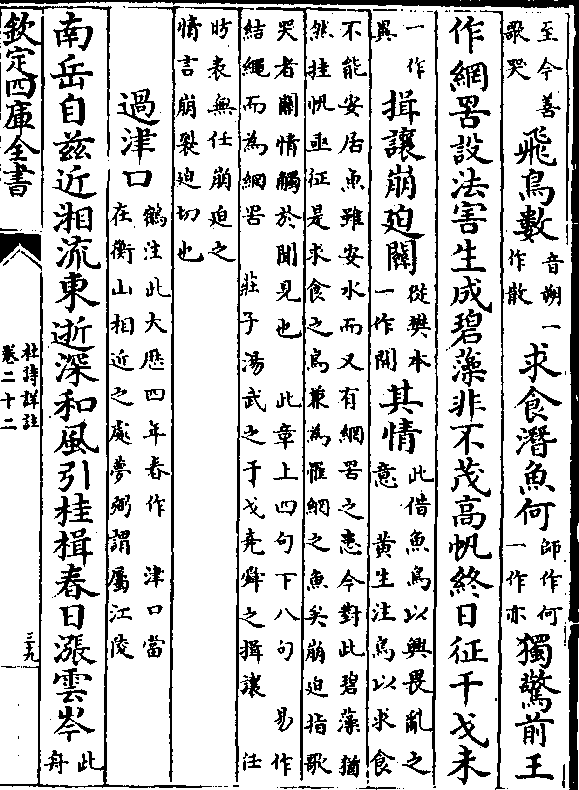 至今善
歌哭
飛鳥數
音朔一
作散
求食潛魚何
師作何
一作亦
獨驚前王
作網罟設法害生成碧藻非不茂高帆終日征干戈未
一作
異
揖讓崩迫關
從樊本
一作開
其情
此借魚鳥以興畏亂之
意　黄生注鳥以求食
不能安居魚雖安水而又有網罟之患今對此碧藻猶
然挂帆亟征是求食之鳥兼為罹網之魚矣崩迫指歌
哭者關情觸於聞見也　此章上四句下八句　易作
結繩而為網罟　莊子湯武之干戈堯舜之揖讓　任
昉表無任崩迫之
情言崩裂迫切也
過津口
鶴注此大厯四年春作　津口當
在衡山相近之處夢弼謂屬江陵
南岳自兹近湘流東逝深和風引桂楫春日漲雲岑
此
舟
欽定四庫全書
杜詩詳註
卷二十二
三九